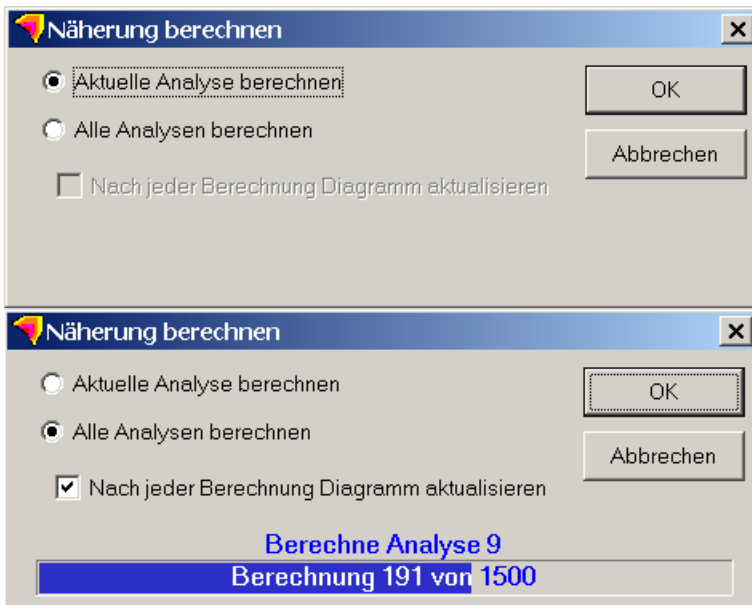 Näherung berechnen
Aktuelle Analyse berechnen
OK
Alle Analysen berechnen
Abbrechen
Nach jeder Berechnung Diagramm aktualisieren
Näherung berechnen
Aktuelle Analyse berechnen
OK
Alle Analysen berechnen
Abbrechen
Nach jeder Berechnung Diagramm aktualisieren
Berechne Analyse 9
Berechnung 191 von 1500